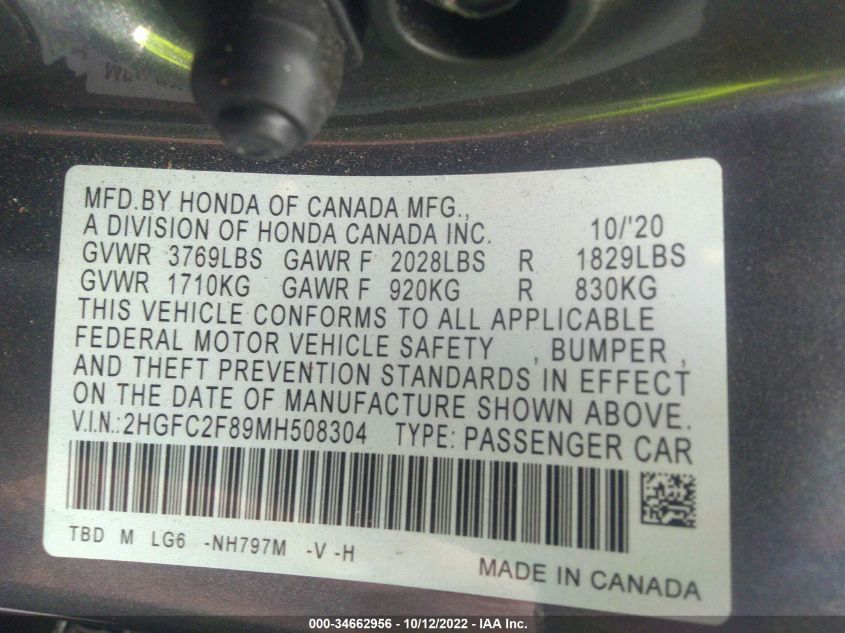 MFD.BY HONDA OF CANADA MFG.,
A DIVISION OF HONDA CANADA INC. 10/'20
GVWR 3769LBS GAWR F 2028LBS R 1829LBS
GVWR 1710KG GAWR F 920KG R 830KG
THIS VEHICLE CONFORMS TO ALL APPLICABLE
FEDERAL MOTOR VEHICLE SAFETY , BUMPER ,
AND THEFT PREVENTION STANDARDS IN EFFECT
ON THE DATE OF MANUFACTURE SHOWN ABOVE.
V.I.N.:2HGFC2F89MH508304 TYPE: PASSENGER CAR
TBD M LG6 -NH797M -V -H
MADE IN CANADA
000-34662956 - 10/12/2022 - IAA Inc.